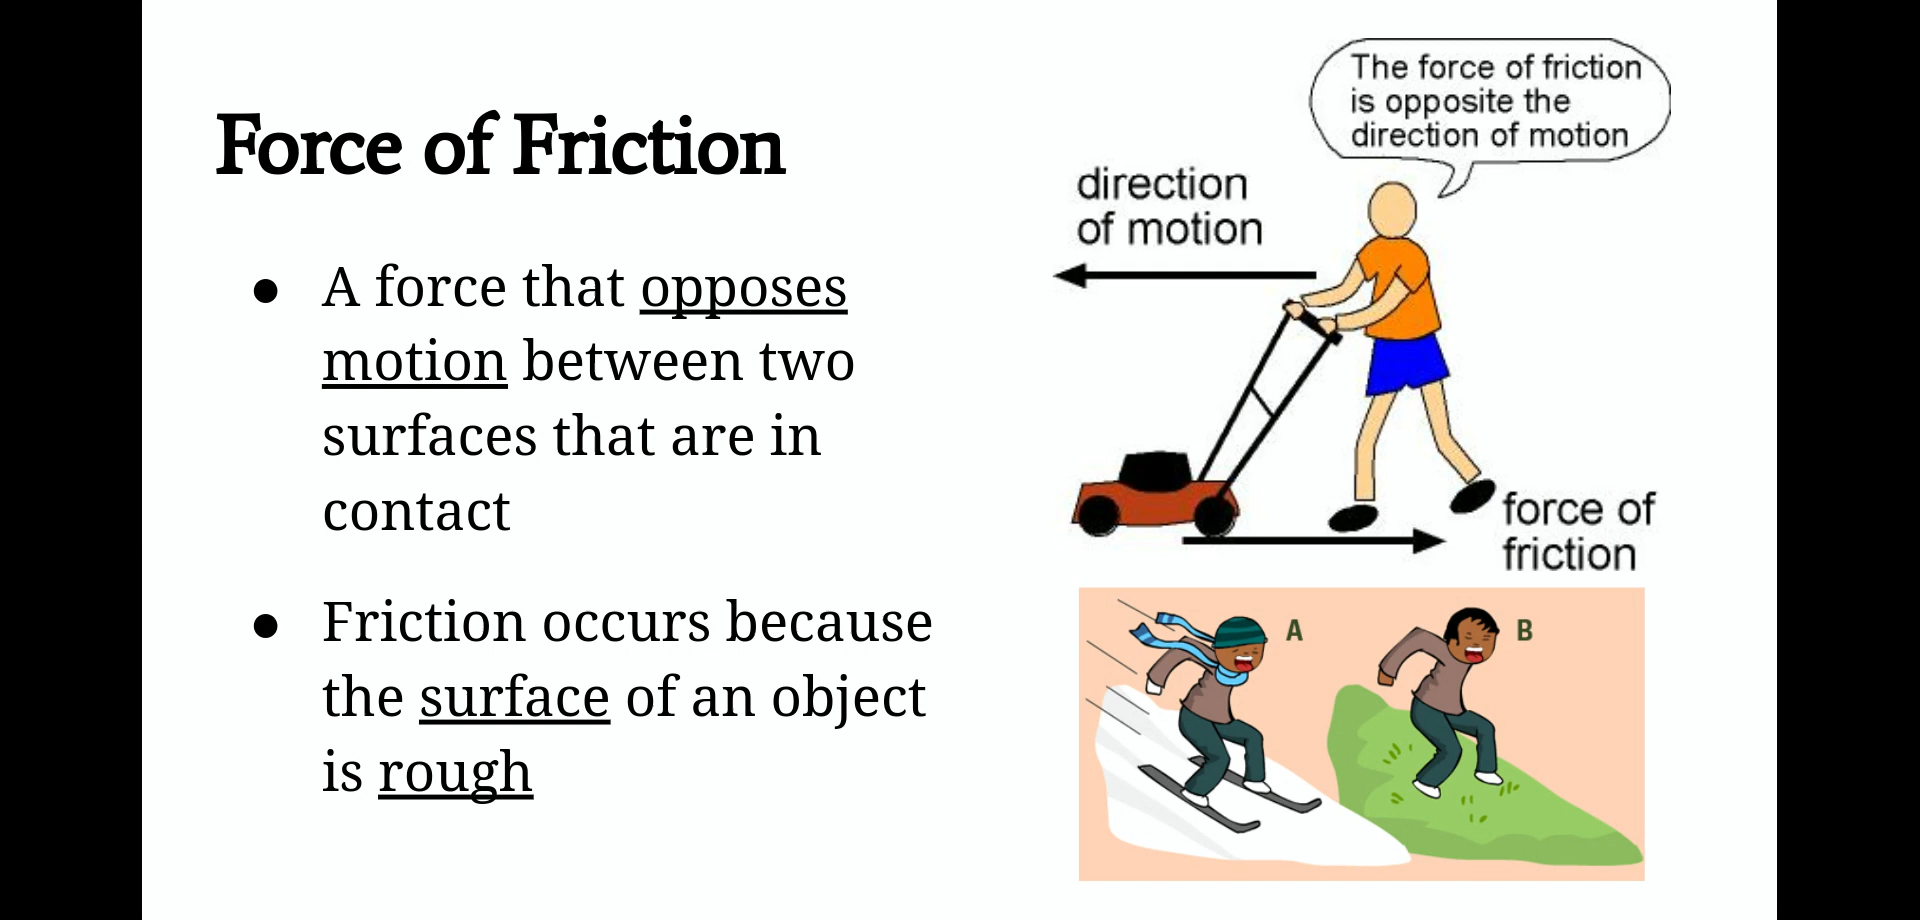 Force of Friction
● A force that opposes
motion between two
surfaces that are in
contact
● Friction occurs because
the surface of an object
is rough
The force of friction
is opposite the
direction of motion
direction
of motion
force of
friction
A
B